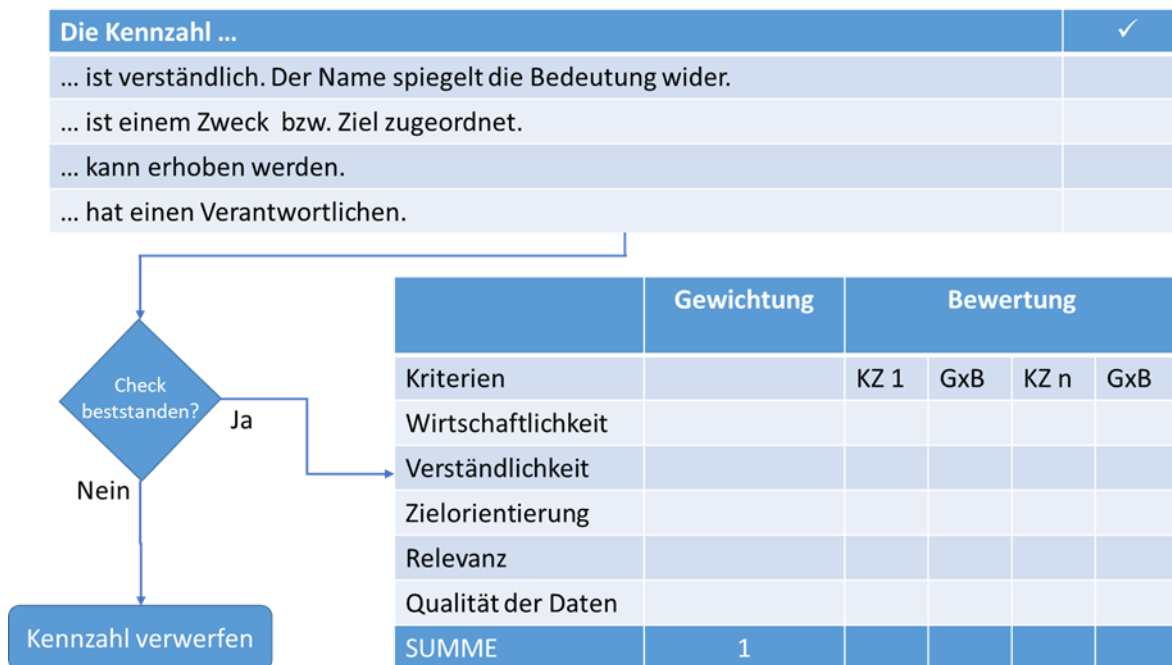 Die Kennzahl ... ✓
... ist verständlich. Der Name spiegelt die Bedeutung wider.
... ist einem Zweck bzw. Ziel zugeordnet.
... kann erhoben werden.
... hat einen Verantwortlichen.
Check
beststanden?
Ja
Nein
Kennzahl verwerfen
Gewichtung Bewertung
Kriterien KZ 1 GxB KZ n GxB
Wirtschaftlichkeit
Verständlichkeit
Zielorientierung
Relevanz
Qualität der Daten
SUMME 1